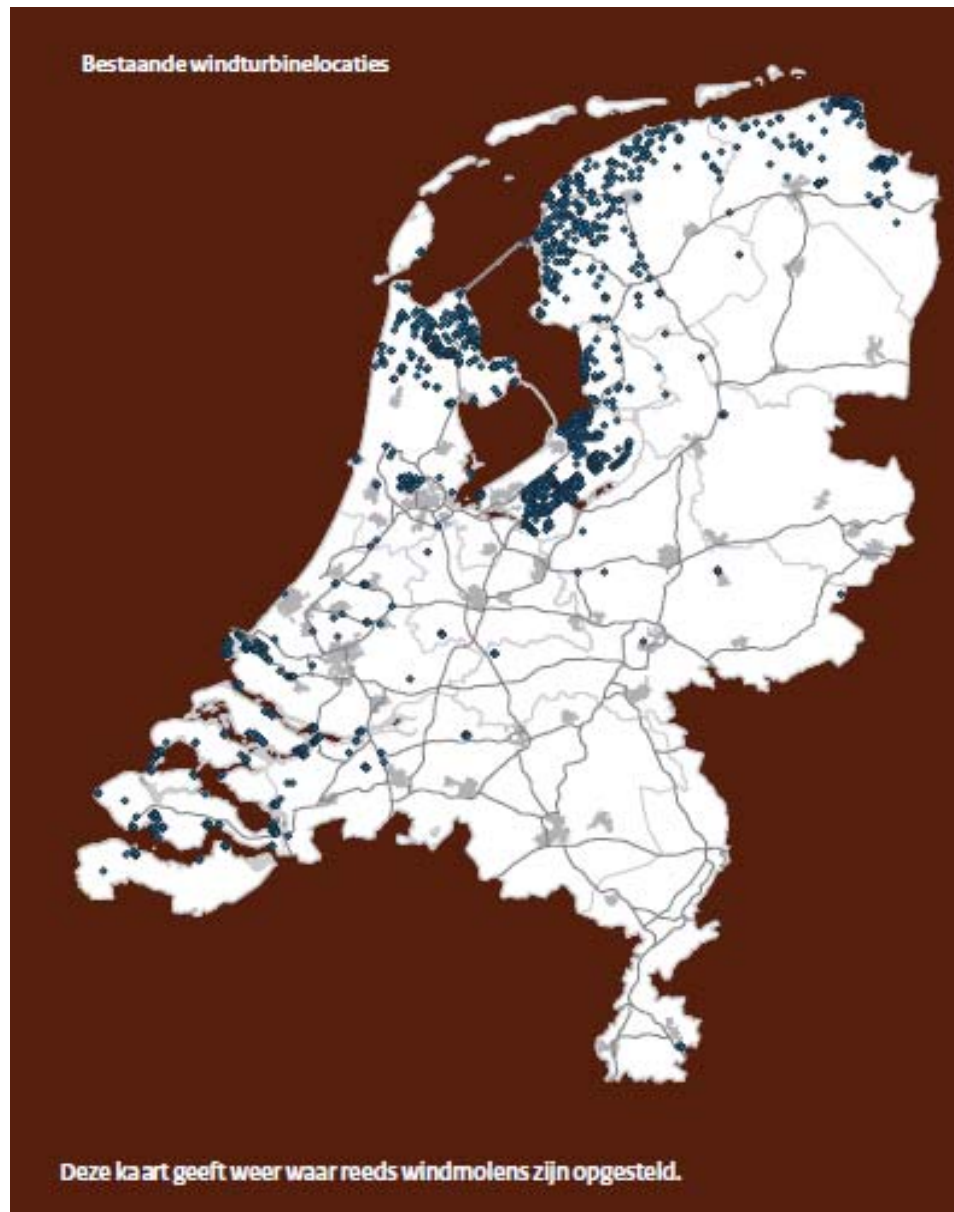 Bestaande windturbinelocaties
Deze kaart geeft weer waar reeds windmolens zijn opgesteld.